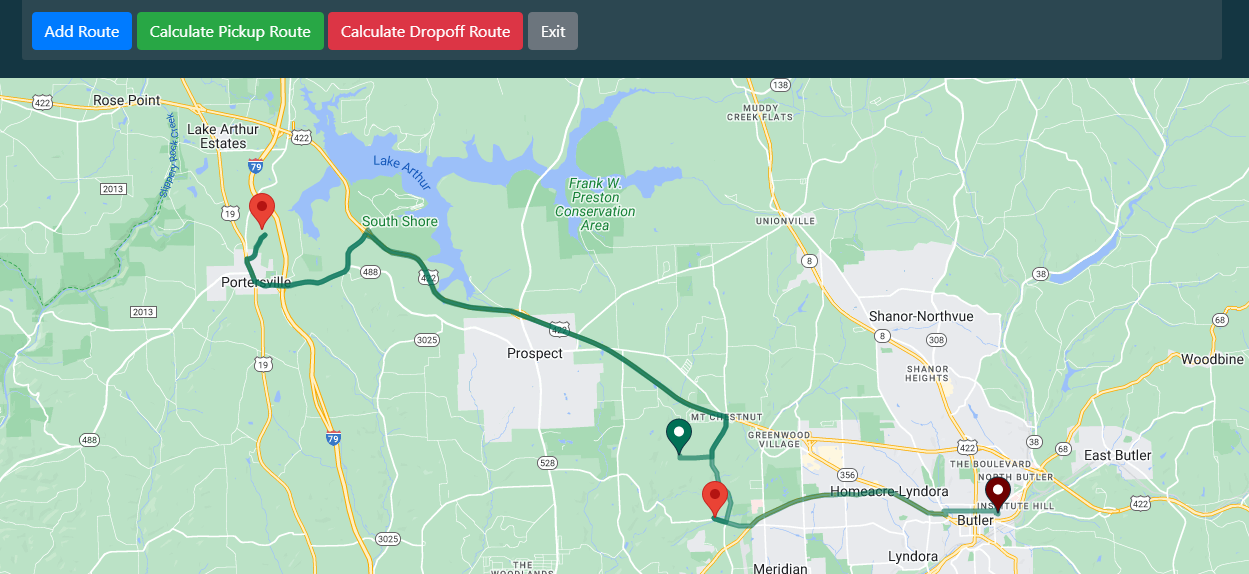 Add Route
Calculate Pickup Route
Calculate Dropoff Route
Exit
138
422
Rose Point
MUDDY
CREEK FLATS
Lake Arthur
Estates
422
Slippery Rock Creek
79
Lake Arthur
2013
Frank W.
Preston
Conservation
Area
19
South Shore
UNIONVILLE
8
488
422
38
Portersville
2013
Shanor-Northvue
68
422
8
308
3025
Prospect
Woodbine
19
SHANOR
HEIGHTS
MT CHESTNUT
79
488
GREENWOOD
VILLAGE
422
38
68
East Butler
528
THE BOULEVARD
356
NORTH BUTLER
Homeacre-Lyndora
422
INSTITUTE HILL
Butler
3025
Lyndora
THE
WOODLANDS
Meridian